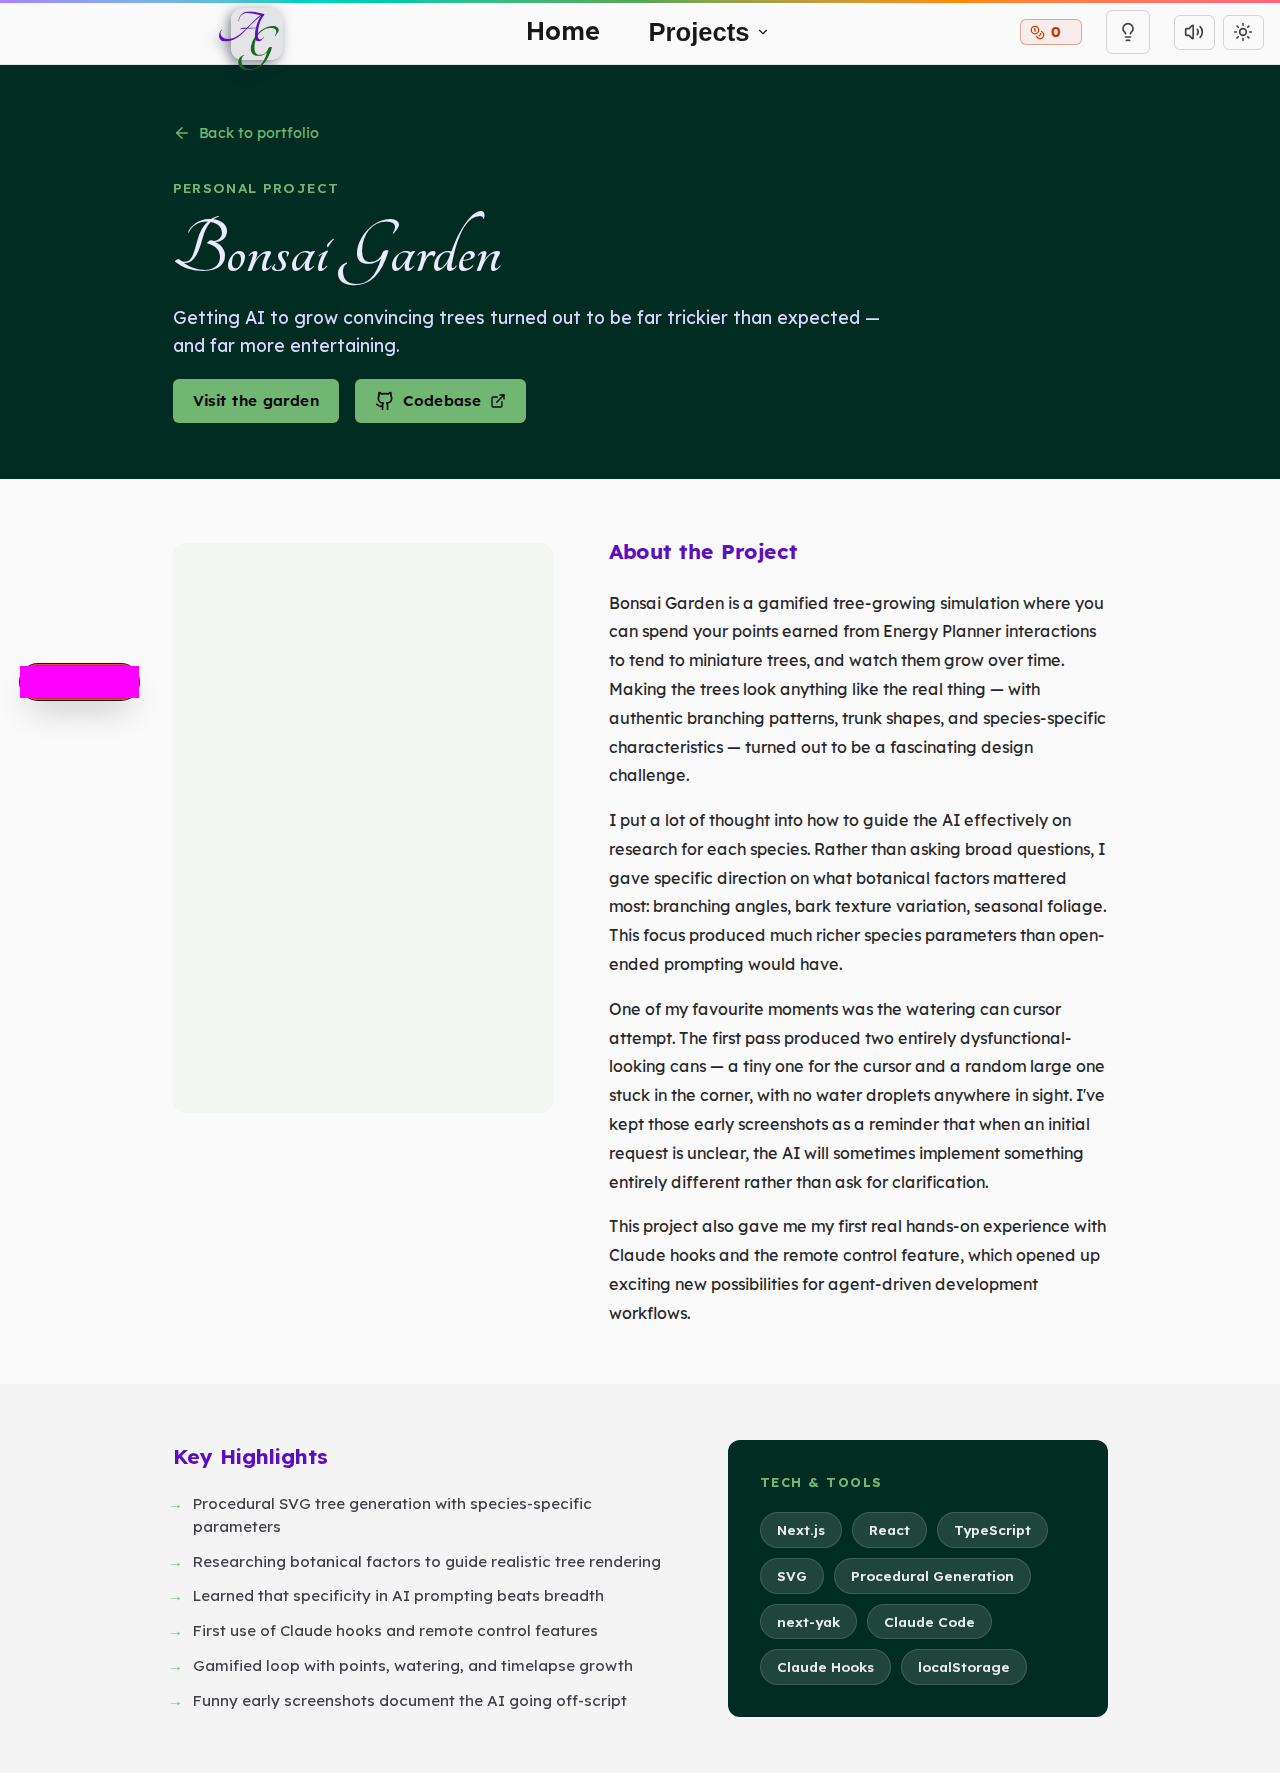 AG
Home
Projects
0
Back to portfolio
PERSONAL PROJECT
Bonsai Garden
Getting AI to grow convincing trees turned out to be far trickier than expected —
and far more entertaining.
Visit the garden
Codebase
About the Project
Bonsai Garden is a gamified tree-growing simulation where you
can spend your points earned from Energy Planner interactions
to tend to miniature trees, and watch them grow over time.
Making the trees look anything like the real thing — with
authentic branching patterns, trunk shapes, and species-specific
characteristics — turned out to be a fascinating design
challenge.
I put a lot of thought into how to guide the AI effectively on
research for each species. Rather than asking broad questions, I
gave specific direction on what botanical factors mattered
most: branching angles, bark texture variation, seasonal foliage.
This focus produced much richer species parameters than open-
ended prompting would have.
One of my favourite moments was the watering can cursor
attempt. The first pass produced two entirely dysfunctional-
looking cans — a tiny one for the cursor and a random large one
stuck in the corner, with no water droplets anywhere in sight. I've
kept those early screenshots as a reminder that when an initial
request is unclear, the AI will sometimes implement something
entirely different rather than ask for clarification.
This project also gave me my first real hands-on experience with
Claude hooks and the remote control feature, which opened up
exciting new possibilities for agent-driven development
workflows.
Key Highlights
→ Procedural SVG tree generation with species-specific
parameters
→ Researching botanical factors to guide realistic tree rendering
→ Learned that specificity in AI prompting beats breadth
→ First use of Claude hooks and remote control features
→ Gamified loop with points, watering, and timelapse growth
→ Funny early screenshots document the AI going off-script
TECH & TOOLS
Next.js
React
TypeScript
SVG
Procedural Generation
next-yak
Claude Code
Claude Hooks
localStorage